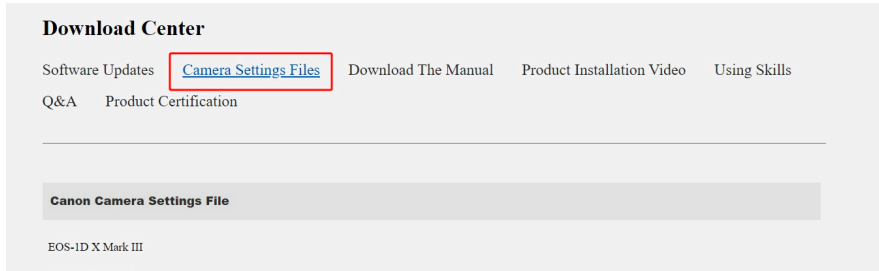 Download Center
Software Updates Camera Settings Files Download The Manual Product Installation Video Using Skills
Q&A Product Certification
Canon Camera Settings File
EOS-1D X Mark III